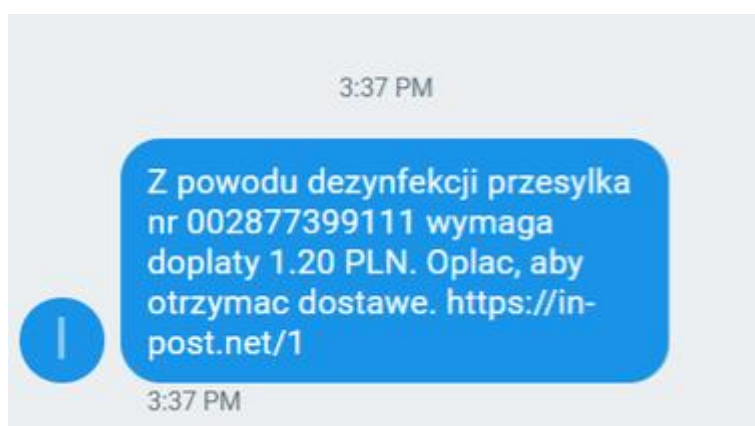 3:37 PM
Z powodu dezynfekcji przesylka
nr 002877399111 wymaga
doplaty 1.20 PLN. Oplac, aby
otrzymac dostawe. https://in-
post.net/1
I
3:37 PM